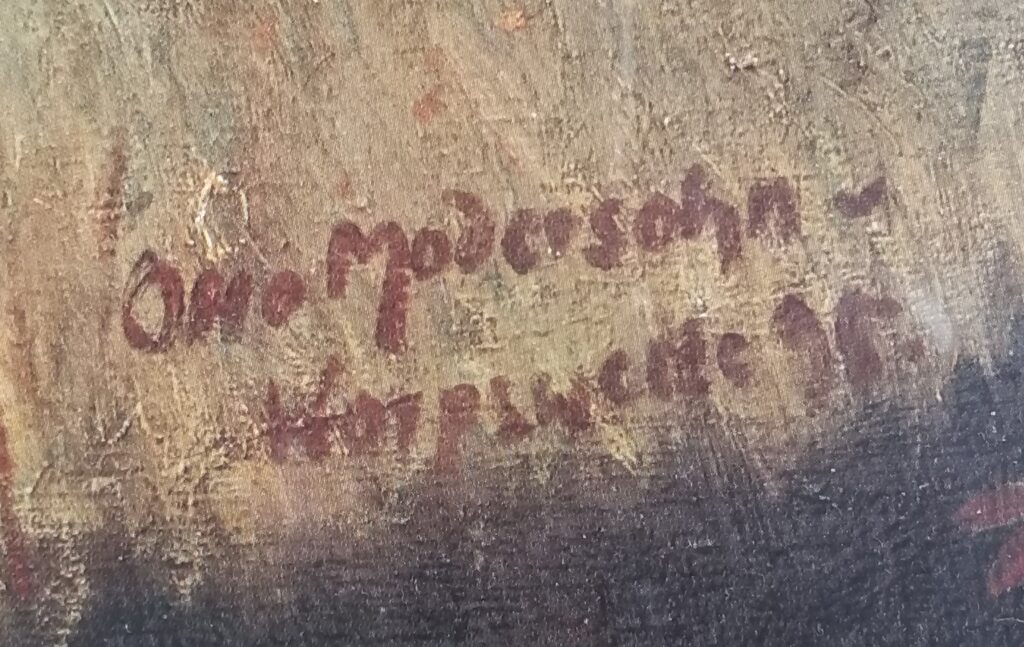 Otto Modersohn -
Worpswede 95.